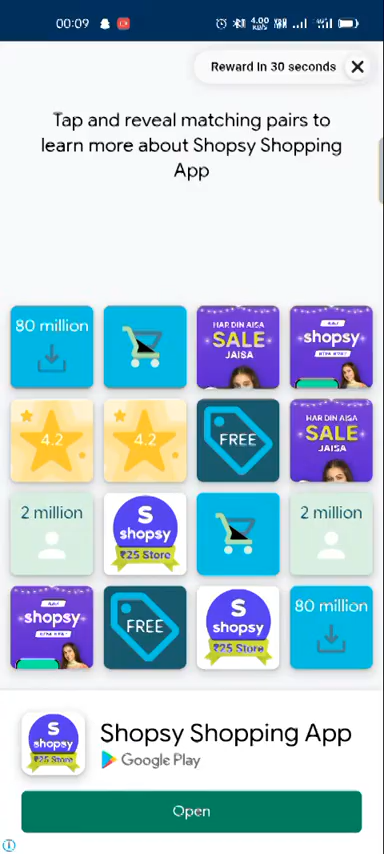 00:09
4.00
Reward in 30 seconds
Tap and reveal matching pairs to
learn more about Shopsy Shopping
App
80 million
HAR DIN AISA
SALE
JAISA
shopsy
4.2
4.2
FREE
HAR DIN AISA
SALE
JAISA
2 million
S
shopsy
₹25 Store
2 million
shopsy
FREE
S
shopsy
₹25 Store
80 million
S
shopsy
₹25 Store
Shopsy Shopping App
Google Play
Open